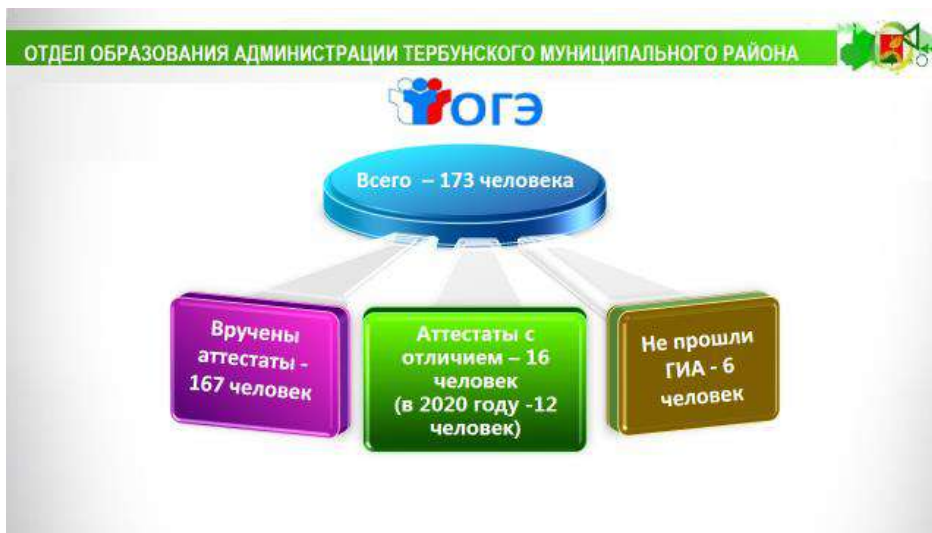 ОТДЕЛ ОБРАЗОВАНИЯ АДМИНИСТРАЦИИ ТЕРБУНСКОГО МУНИЦИПАЛЬНОГО РАЙОНА
ОГЭ
Всего – 173 человека
Вручены
аттестаты -
167 человек
Аттестаты с
отличием – 16
человек
(в 2020 году -12
человек)
Не прошли
ГИА - 6
человек